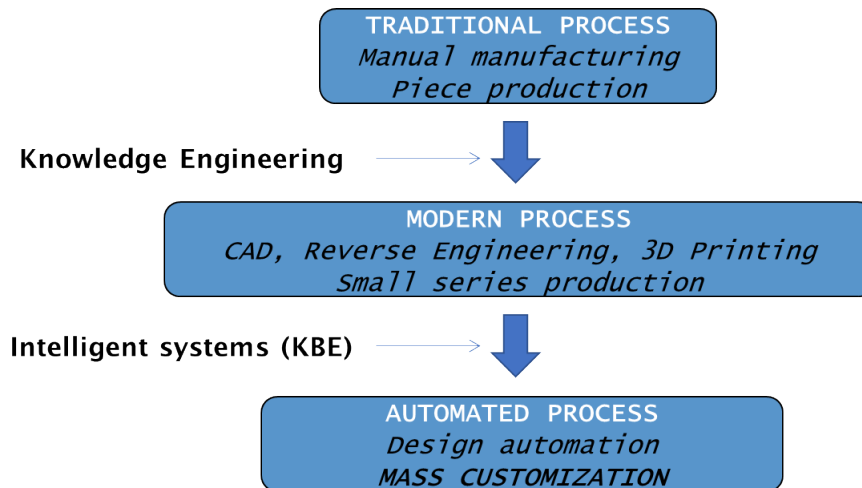 TRADITIONAL PROCESS
Manual manufacturing
Piece production
Knowledge Engineering
MODERN PROCESS
CAD, Reverse Engineering, 3D Printing
Small series production
Intelligent systems (KBE)
AUTOMATED PROCESS
Design automation
MASS CUSTOMIZATION